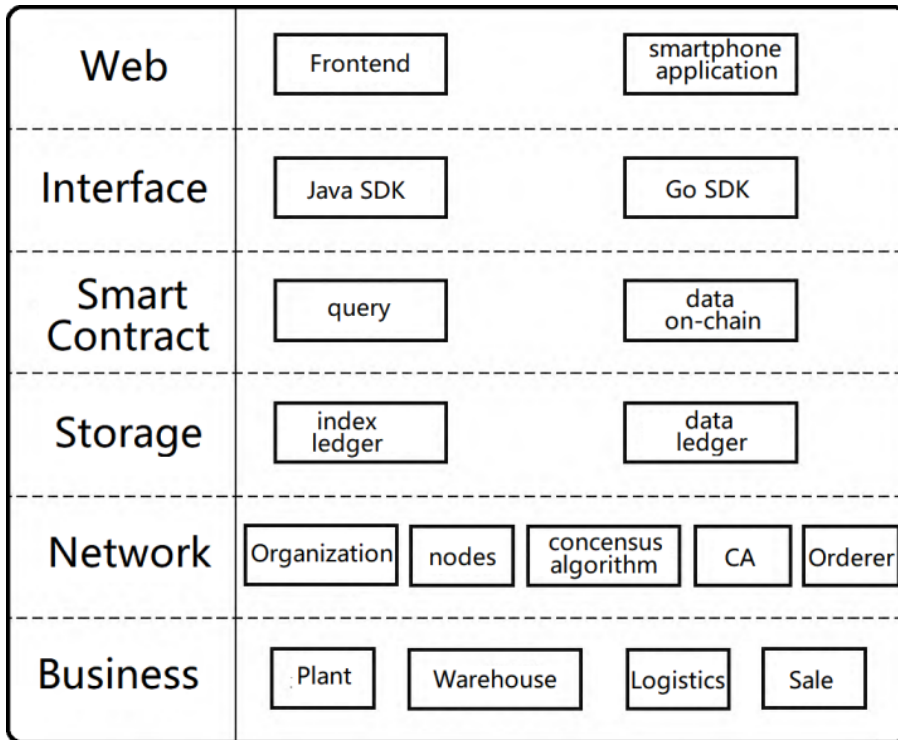 Web
Frontend
smartphone
application
Interface
Java SDK
Go SDK
Smart
Contract
query
data
on-chain
Storage
index
ledger
data
ledger
Network
Organization
nodes
concensus
algorithm
CA
Orderer
Business
Plant
Warehouse
Logistics
Sale